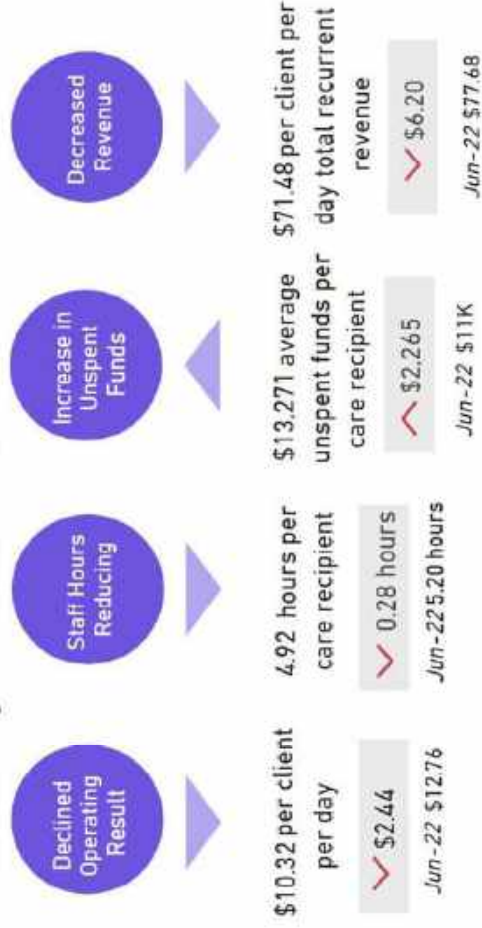 Declined
Operating
Result
$10.32 per client
per day
$2.44
Jun-22 $12.76
Staff Hours
Reducing
4.92 hours per
care recipient
0.28 hours
Jun-22 5.20 hours
Increase in
Unspent
Funds
$13,271 average
unspent funds per
care recipient
$2,265
Jun-22 $11K
Decreased
Revenue
$71.48 per client per
day total recurrent
revenue
$6.20
Jun-22 $77.68